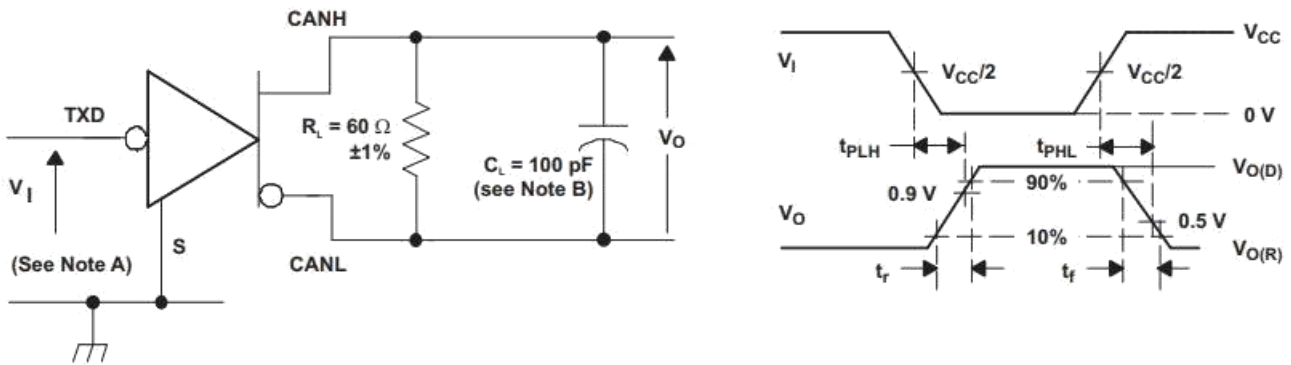 CANH
TXD
R_L = 60 Ω
±1%
C_L = 100 pF
(see Note B)
V_O
V_I
(See Note A)
S
CANL
V_I
V_CC
V_CC/2
V_CC/2
0 V
t_PLH
t_PHL
V_O(D)
90%
0.9 V
V_O
0.5 V
10%
V_O(R)
t_r
t_f